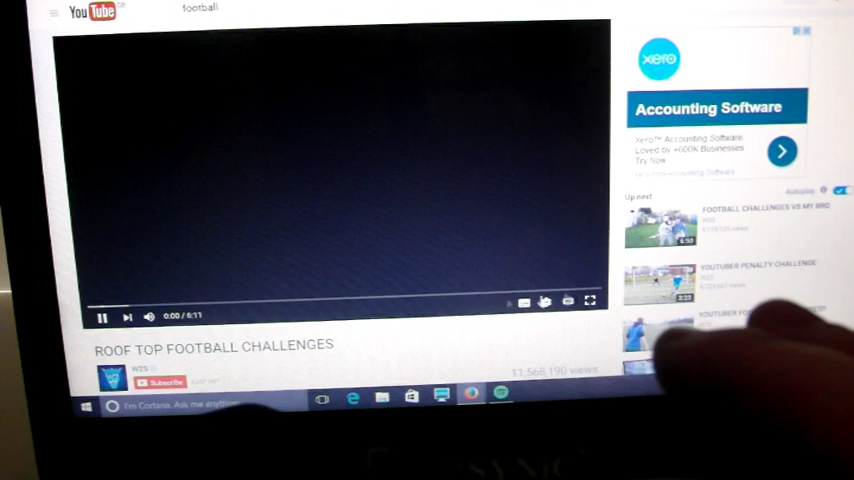 YouTube
football
xero
Accounting Software
Xero™ Accounting Software.
Loved by +600K Businesses
Try Now
Autoplay
Up next
FOOTBALL CHALLENGES VS MY BRO
W2S
6:50
YOUTUBER PENALTY CHALLENGE
W2S
3:23
0:00 / 6:11
ROOF TOP FOOTBALL CHALLENGES
W2S
Subscribe
11,568,190 views
I'm Cortana. Ask me anything